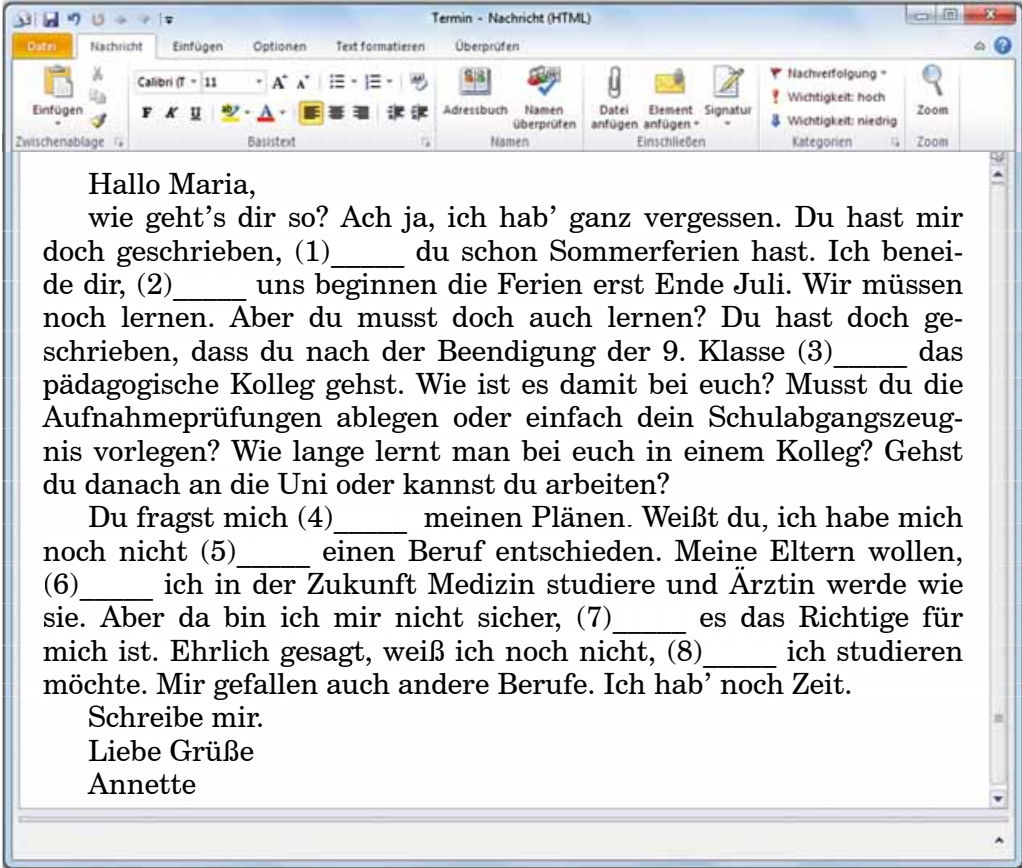 Termin - Nachricht (HTML)
Datei Nachricht Einfügen Optionen Text formatieren Überprüfen
Calibri (T 11
Nachverfolgung
Wichtigkeit: hoch
Wichtigkeit: niedrig
F K U
Einfügen Adressbuch Namen überprüfen Datei anfügen Element anfügen Signatur Zoom
Zwischenablage Basistext Namen Einschließen Kategorien Zoom
Hallo Maria,
wie geht's dir so? Ach ja, ich hab' ganz vergessen. Du hast mir
doch geschrieben, (1)_____ du schon Sommerferien hast. Ich benei-
de dir, (2)_____ uns beginnen die Ferien erst Ende Juli. Wir müssen
noch lernen. Aber du musst doch auch lernen? Du hast doch ge-
schrieben, dass du nach der Beendigung der 9. Klasse (3)_____ das
pädagogische Kolleg gehst. Wie ist es damit bei euch? Musst du die
Aufnahmeprüfungen ablegen oder einfach dein Schulabgangszeug-
nis vorlegen? Wie lange lernt man bei euch in einem Kolleg? Gehst
du danach an die Uni oder kannst du arbeiten?
Du fragst mich (4)_____ meinen Plänen. Weißt du, ich habe mich
noch nicht (5)_____ einen Beruf entschieden. Meine Eltern wollen,
(6)_____ ich in der Zukunft Medizin studiere und Ärztin werde wie
sie. Aber da bin ich mir nicht sicher, (7)_____ es das Richtige für
mich ist. Ehrlich gesagt, weiß ich noch nicht, (8)_____ ich studieren
möchte. Mir gefallen auch andere Berufe. Ich hab' noch Zeit.
Schreibe mir.
Liebe Grüße
Annette